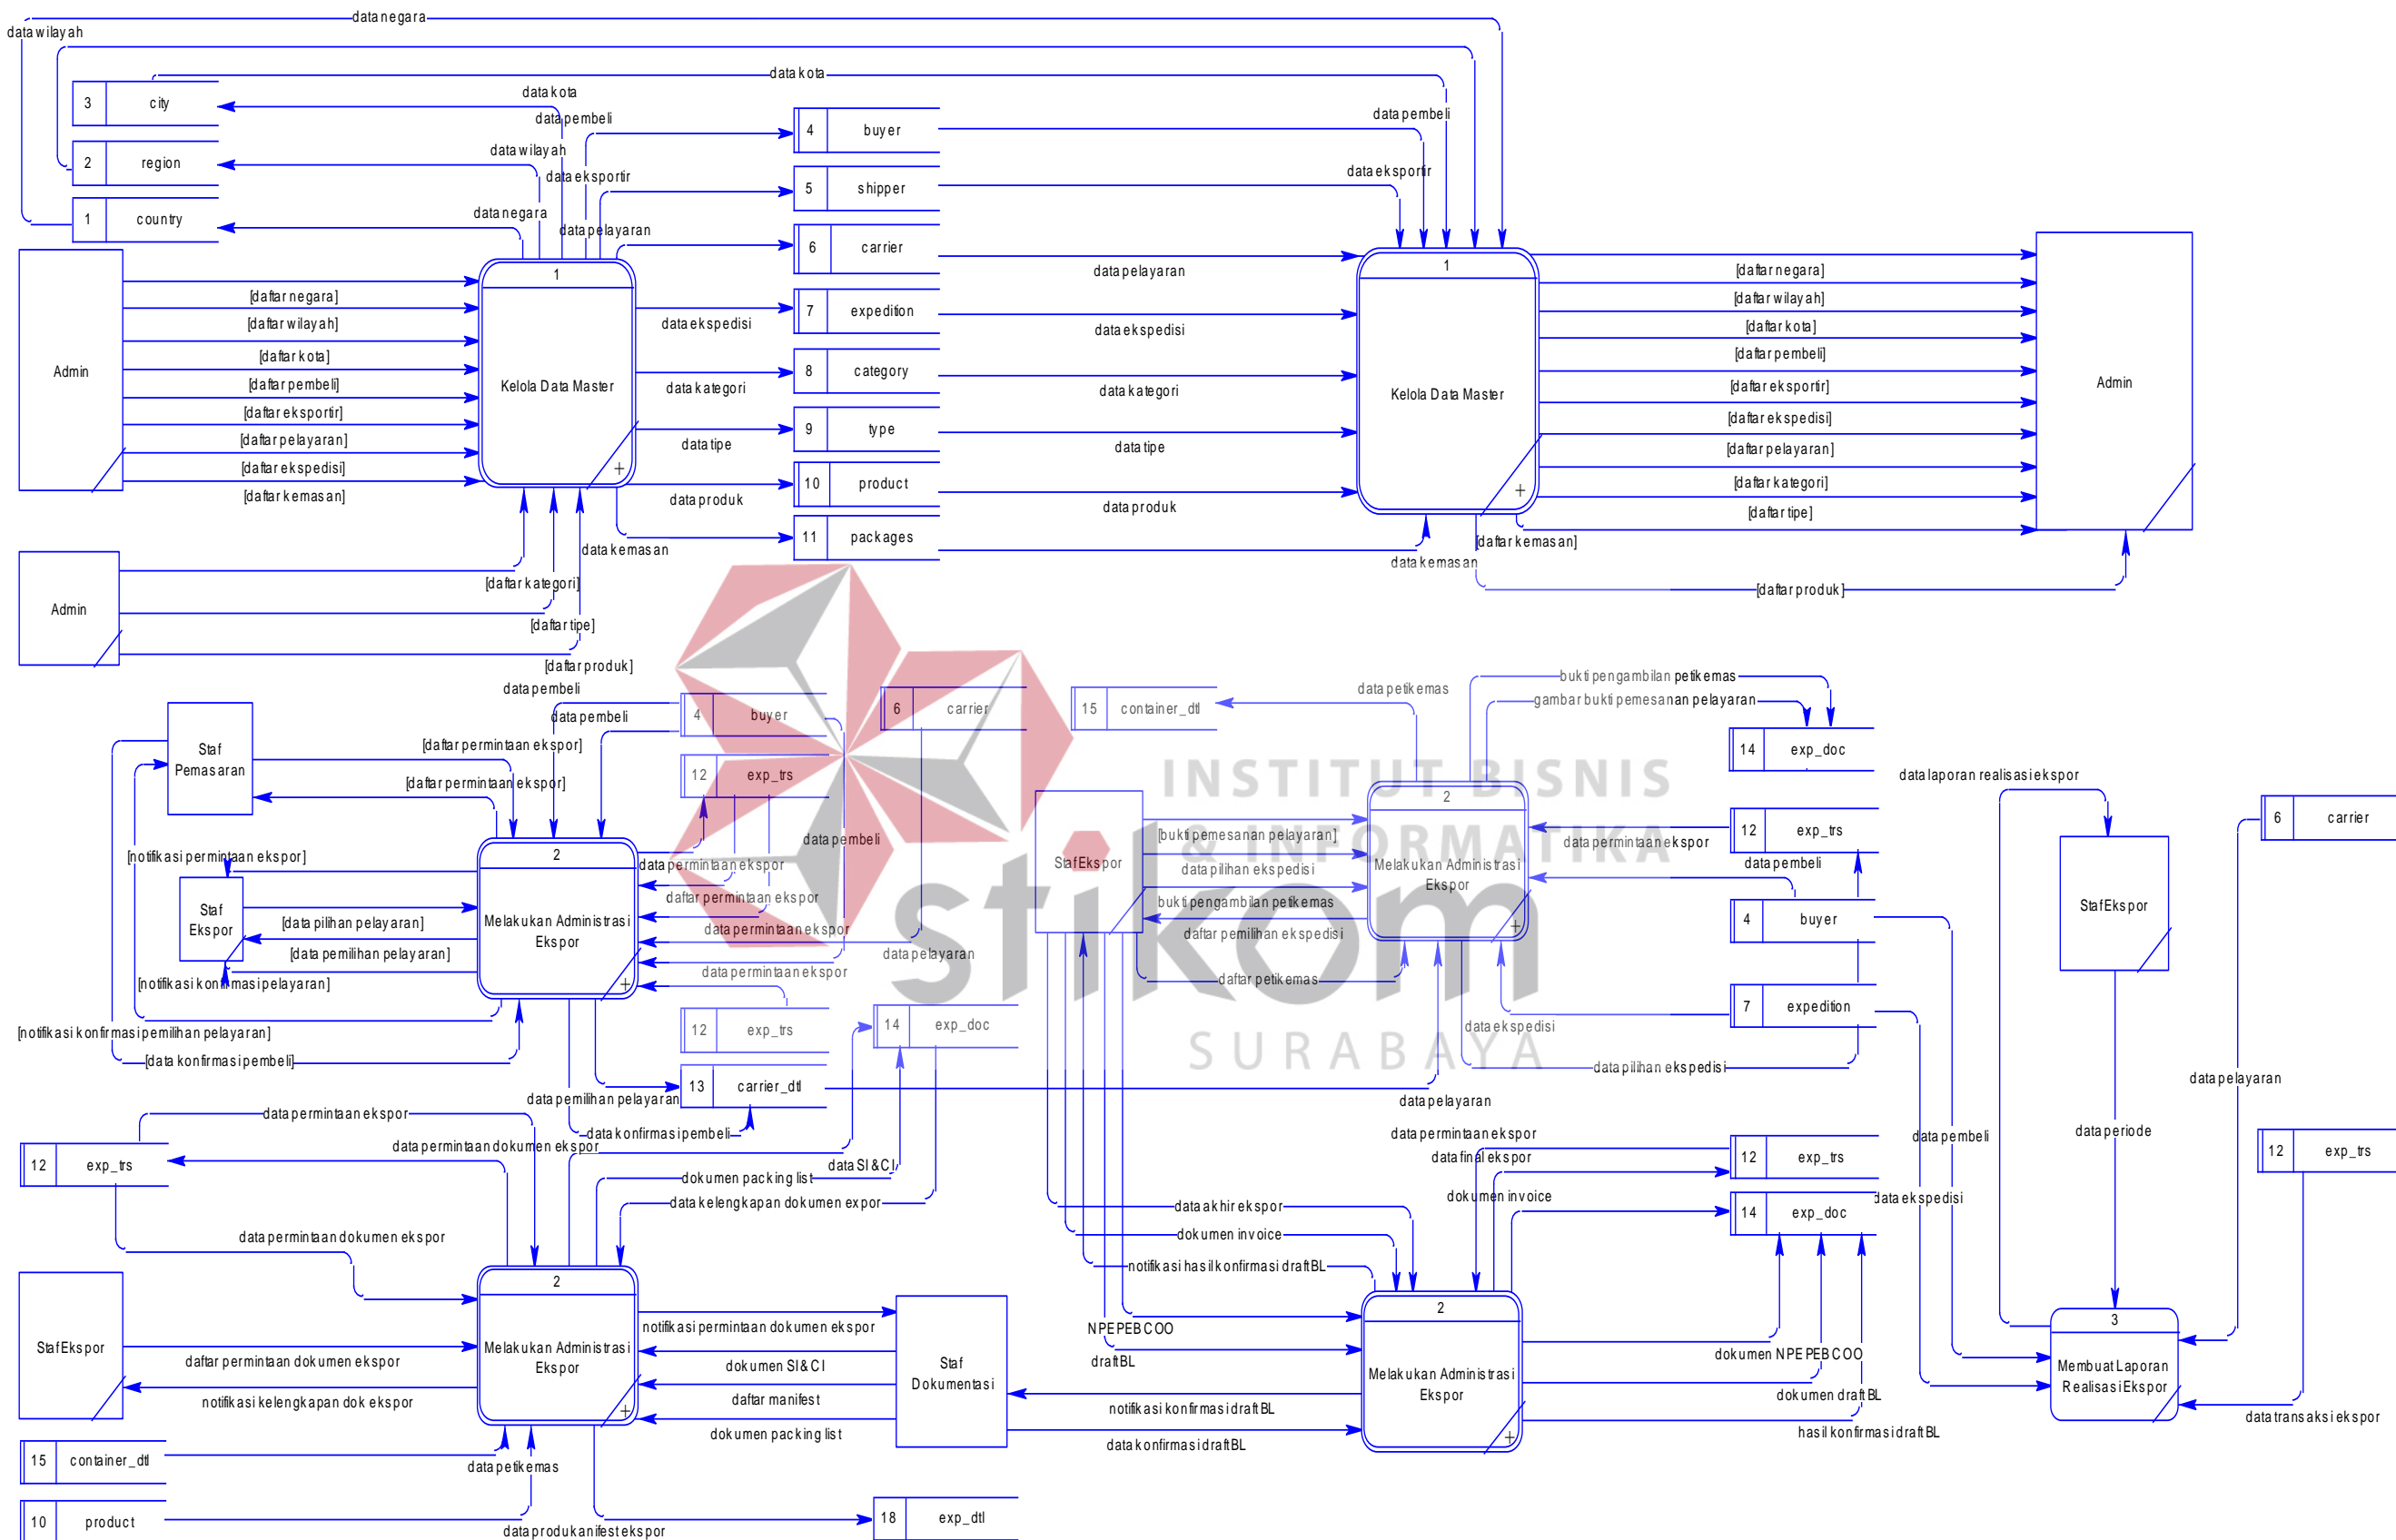 data negara
data wilayah
data kota
3 city
data kota
data pembeli
4 buyer
data pembeli
2 region
data wilayah
data eksportir
5 shipper
data eksportir
1 country
data negara
data pelayaran
6 carrier
data pelayaran
Admin
[daftar negara]
[daftar wilayah]
[daftar kota]
[daftar pembeli]
[daftar eksportir]
[daftar pelayaran]
[daftar ekspedisi]
[daftar kemasan]
1
Kelola Data Master
+
data ekspedisi
data kategori
data tipe
data produk
data kemasan
7 expedition
8 category
9 type
10 product
11 packages
data ekspedisi
data kategori
data tipe
data produk
data kemasan
1
Kelola Data Master
+
[daftar negara]
[daftar wilayah]
[daftar kota]
[daftar pembeli]
[daftar eksportir]
[daftar ekspedisi]
[daftar pelayaran]
[daftar kategori]
[daftar tipe]
[daftar kemasan]
[daftar produk]
Admin
Admin
[daftar kategori]
[daftar tipe]
[daftar produk]
data pembeli
data pembeli
4 buyer
6 carrier
15 container_dtl
data petikemas
bukti pengambilan petikemas
gambar bukti pemesanan pelayaran
14 exp_doc
Staf
Pemasaran
[daftar permintaan ekspor]
[daftar permintaan ekspor]
12 exp_trs
data pembeli
[notifikasi permintaan ekspor]
Staf
Ekspor
[data pilihan pelayaran]
[data pemilihan pelayaran]
[notifikasi konfirmasi pelayaran]
[notifikasi konfirmasi pemilihan pelayaran]
[data konfirmasi pembeli]
2
Melakukan Administrasi
Ekspor
+
data permintaan ekspor
daftar permintaan ekspor
data permintaan ekspor
data pelayaran
data permintaan ekspor
12 exp_trs
14 exp_doc
13 carrier_dtl
data pemilihan pelayaran
data konfirmasi pembeli
INSTITUT BISNIS
& INFORMATIKA
stikom
SURABAYA
Staf Ekspor
[bukti pemesanan pelayaran]
data pilihan ekspedisi
bukti pengambilan petikemas
daftar pemilihan ekspedisi
daftar petikemas
2
Melakukan Administrasi
Ekspor
+
data permintaan ekspor
data pembeli
12 exp_trs
4 buyer
7 expedition
data ekspedisi
data pilihan ekspedisi
data pelayaran
data laporan realisasi ekspor
Staf Ekspor
6 carrier
data pelayaran
data periode
data pembeli
data ekspedisi
12 exp_trs
3
Membuat Laporan
Realisasi Ekspor
data transaksi ekspor
data permintaan ekspor
data permintaan dokumen ekspor
12 exp_trs
data SI & CI
dokumen packing list
data kelengkapan dokumen expor
data permintaan dokumen ekspor
Staf Ekspor
daftar permintaan dokumen ekspor
notifikasi kelengkapan dok ekspor
2
Melakukan Administrasi
Ekspor
+
notifikasi permintaan dokumen ekspor
dokumen SI & CI
daftar manifest
dokumen packing list
Staf
Dokumentasi
15 container_dtl
data petikemas
10 product
data produk anifest ekspor
18 exp_dtl
data permintaan ekspor
data final ekspor
dokumen invoice
12 exp_trs
14 exp_doc
data akhir ekspor
dokumen invoice
notifikasi hasil konfirmasi draft BL
NPE PEB COO
draft BL
notifikasi konfirmasi draft BL
data konfirmasi draft BL
2
Melakukan Administrasi
Ekspor
+
dokumen NPE PEB COO
dokumen draft BL
hasil konfirmasi draft BL